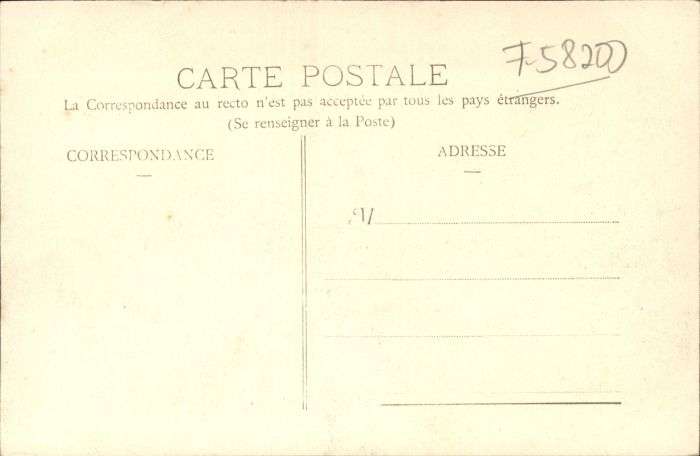 F-58200
CARTE POSTALE
La Correspondance au recto n'est pas acceptée par tous les pays étrangers.
(Se renseigner à la Poste)
CORRESPONDANCE
ADRESSE
M